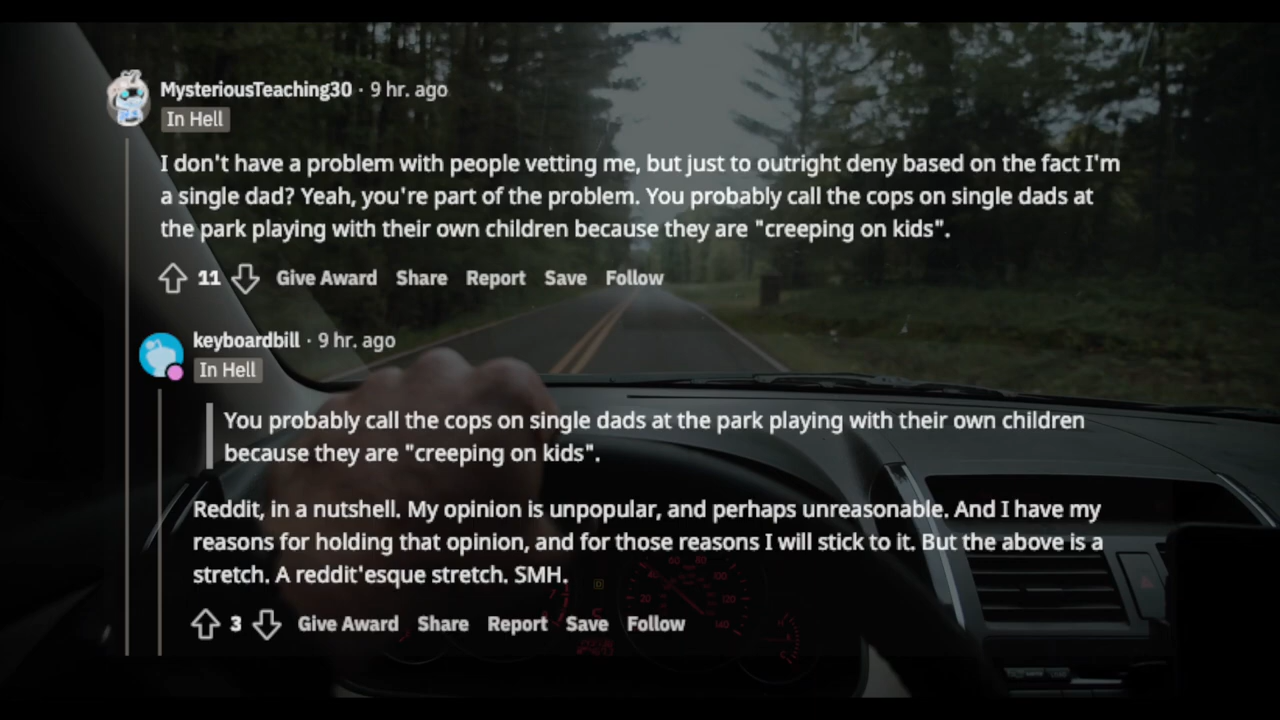 MysteriousTeaching30 · 9 hr. ago
In Hell
I don't have a problem with people vetting me, but just to outright deny based on the fact I'm
a single dad? Yeah, you're part of the problem. You probably call the cops on single dads at
the park playing with their own children because they are "creeping on kids".
11 Give Award Share Report Save Follow
keyboardbill · 9 hr. ago
In Hell
You probably call the cops on single dads at the park playing with their own children
because they are "creeping on kids".
Reddit, in a nutshell. My opinion is unpopular, and perhaps unreasonable. And I have my
reasons for holding that opinion, and for those reasons I will stick to it. But the above is a
stretch. A reddit'esque stretch. SMH.
3 Give Award Share Report Save Follow